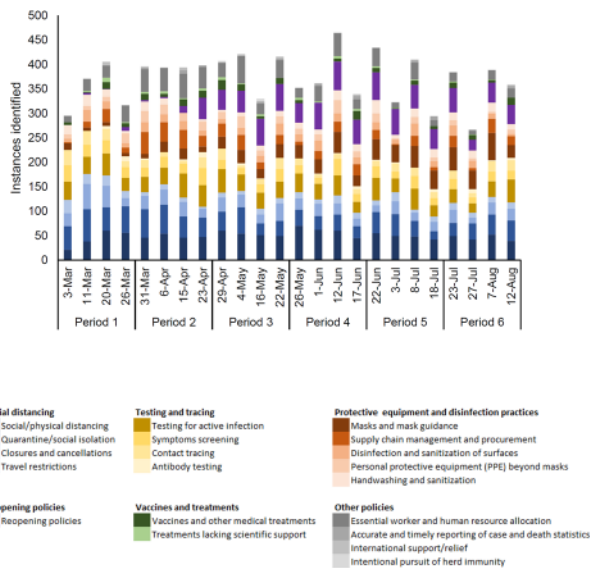 500
450
400
350
300
250
200
150
100
50
0
Instances identified
3-Mar
11-Mar
20-Mar
26-Mar
31-Mar
6-Apr
15-Apr
23-Apr
29-Apr
4-May
16-May
22-May
26-May
1-Jun
12-Jun
17-Jun
22-Jun
3-Jul
8-Jul
18-Jul
23-Jul
27-Jul
7-Aug
12-Aug
Period 1
Period 2
Period 3
Period 4
Period 5
Period 6
ial distancing
Social/physical distancing
Quarantine/social isolation
Closures and cancellations
Travel restrictions
Testing and tracing
Testing for active infection
Symptoms screening
Contact tracing
Antibody testing
Protective equipment and disinfection practices
Masks and mask guidance
Supply chain management and procurement
Disinfection and sanitization of surfaces
Personal protective equipment (PPE) beyond masks
Handwashing and sanitization
opening policies
Reopening policies
Vaccines and treatments
Vaccines and other medical treatments
Treatments lacking scientific support
Other policies
Essential worker and human resource allocation
Accurate and timely reporting of case and death statistics
International support/relief
Intentional pursuit of herd immunity